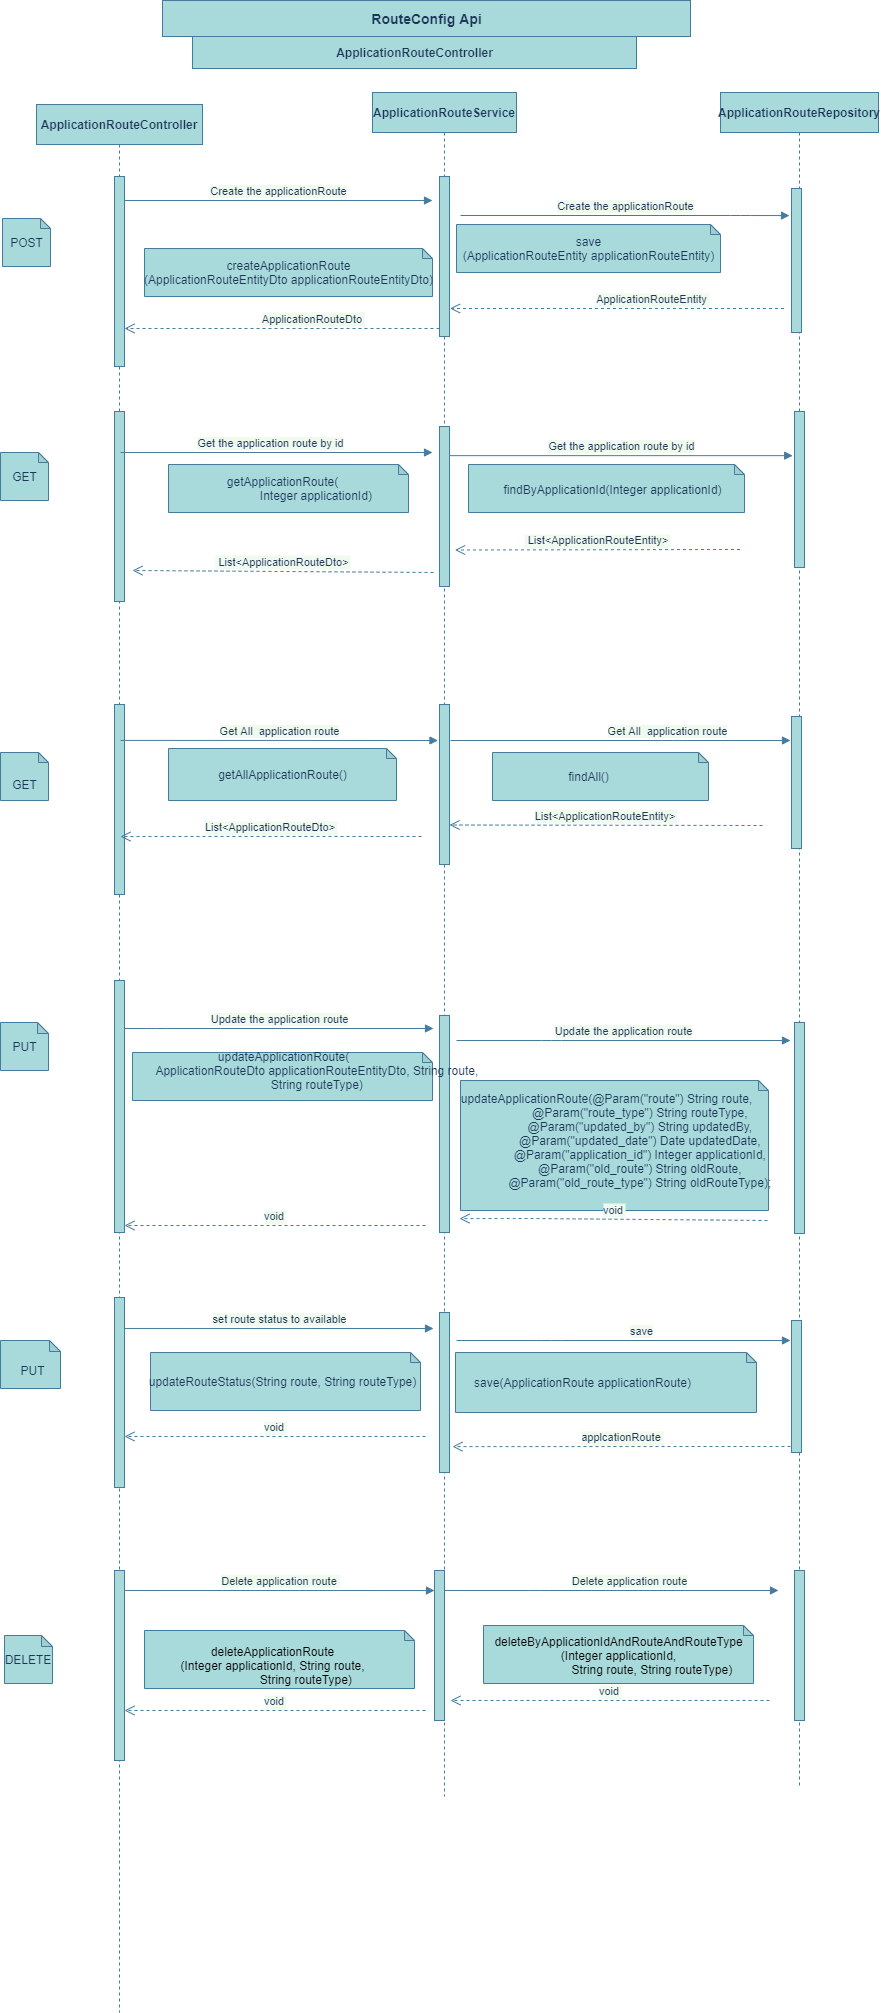 RouteConfig Api
ApplicationRouteController
ApplicationRouteController
ApplicationRouteService
ApplicationRouteRepository
POST
Create the applicationRoute
Create the applicationRoute
createApplicationRoute
(ApplicationRouteEntityDto applicationRouteEntityDto)
save
(ApplicationRouteEntity applicationRouteEntity)
ApplicationRouteEntity
ApplicationRouteDto
GET
Get the application route by id
Get the application route by id
getApplicationRoute(
Integer applicationId)
findByApplicationId(Integer applicationId)
List<ApplicationRouteEntity>
List<ApplicationRouteDto>
GET
Get All  application route
Get All  application route
getAllApplicationRoute()
findAll()
List<ApplicationRouteEntity>
List<ApplicationRouteDto>
PUT
Update the application route
Update the application route
updateApplicationRoute(
ApplicationRouteDto applicationRouteEntityDto, String route,
String routeType)
updateApplicationRoute(@Param("route") String route,
@Param("route_type") String routeType,
@Param("updated_by") String updatedBy,
@Param("updated_date") Date updatedDate,
@Param("application_id") Integer applicationId,
@Param("old_route") String oldRoute,
@Param("old_route_type") String oldRouteType);
void
void
PUT
set route status to available
save
updateRouteStatus(String route, String routeType)
save(ApplicationRoute applicationRoute)
void
applcationRoute
DELETE
Delete application route
Delete application route
deleteApplicationRoute
(Integer applicationId, String route,
String routeType)
deleteByApplicationIdAndRouteAndRouteType
(Integer applicationId,
String route, String routeType)
void
void